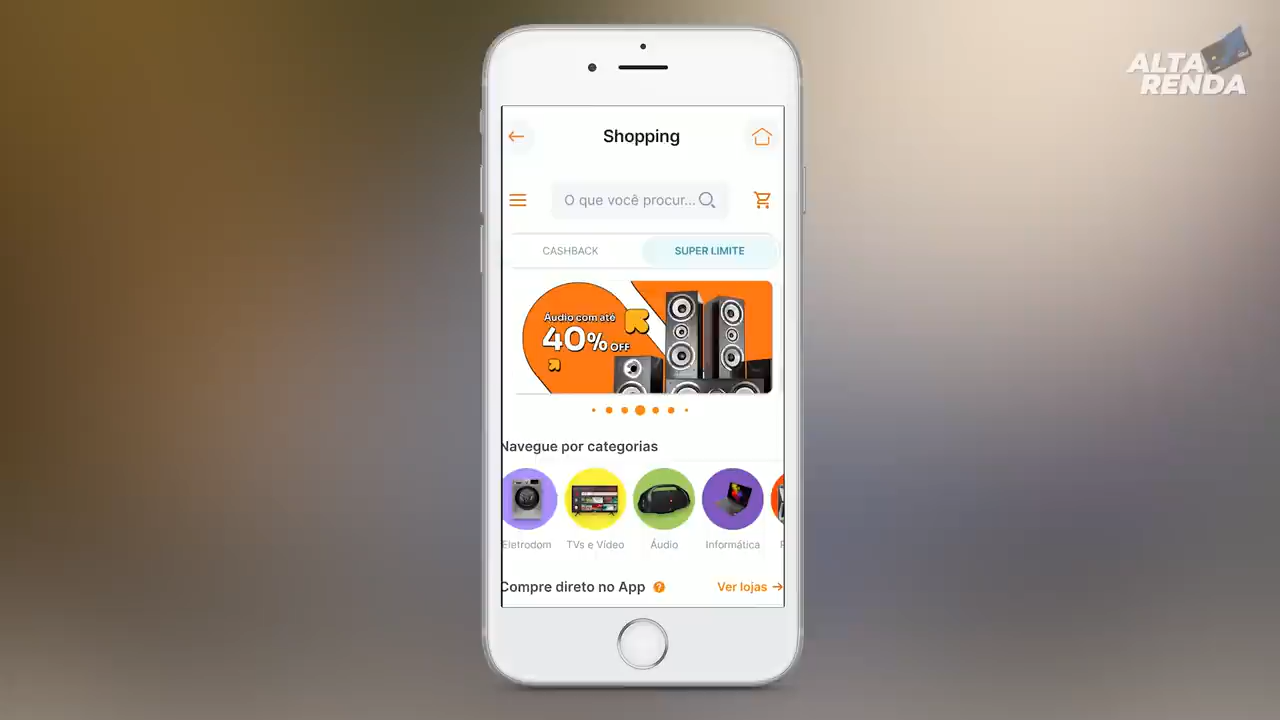 ALTA
RENDA
Shopping
O que você procur...
CASHBACK
SUPER LIMITE
Áudio com até
40% OFF
Navegue por categorias
Eletrodom
TVs e Vídeo
Áudio
Informática
Compre direto no App ?
Ver lojas →